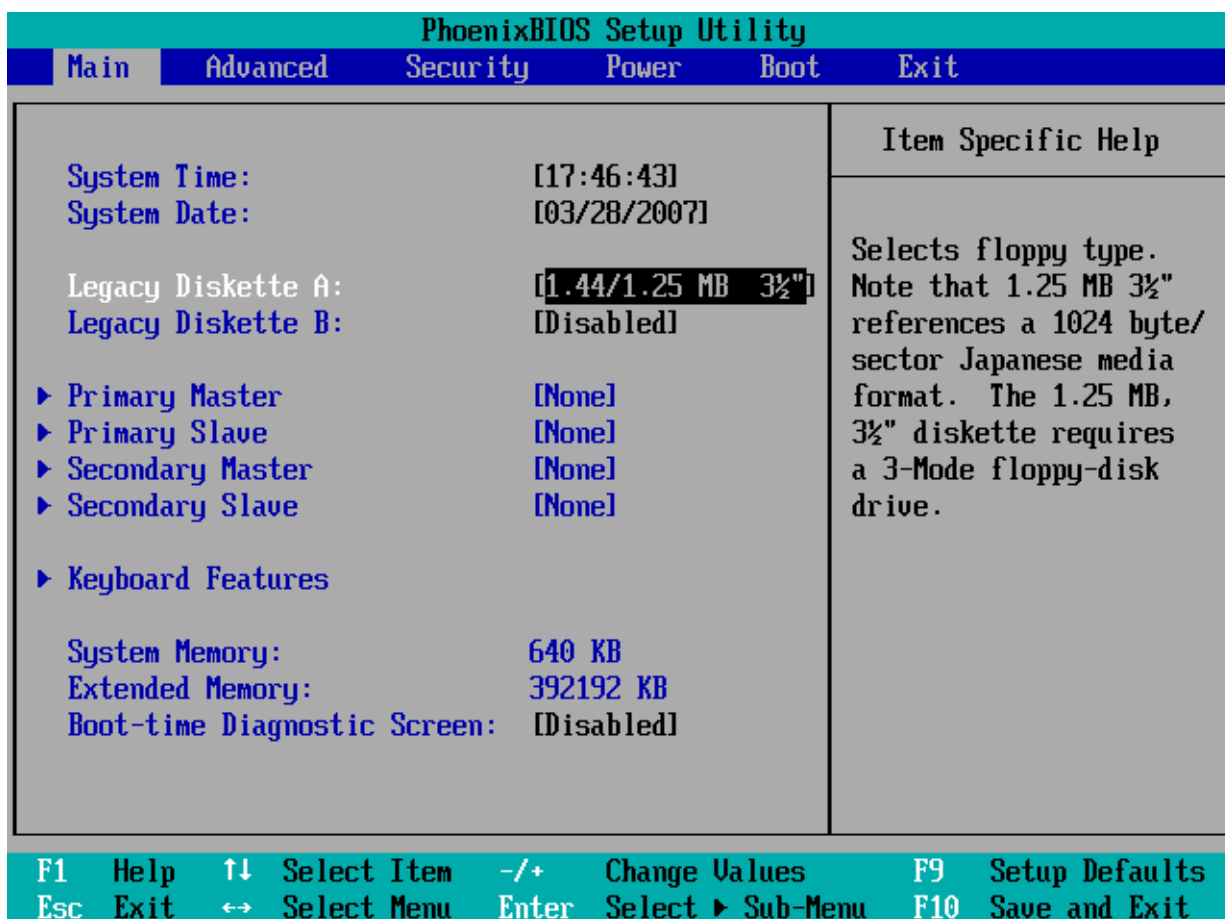 PhoenixBIOS Setup Utility
Main Advanced Security Power Boot Exit
System Time: [17:46:43]
System Date: [03/28/2007]
Legacy Diskette A: [1.44/1.25 MB 3½"]
Legacy Diskette B: [Disabled]
Primary Master [None]
Primary Slave [None]
Secondary Master [None]
Secondary Slave [None]
Keyboard Features
System Memory: 640 KB
Extended Memory: 392192 KB
Boot-time Diagnostic Screen: [Disabled]
Item Specific Help
Selects floppy type.
Note that 1.25 MB 3½"
references a 1024 byte/
sector Japanese media
format. The 1.25 MB,
3½" diskette requires
a 3-Mode floppy-disk
drive.
F1 Help ↑↓ Select Item -/+ Change Values F9 Setup Defaults
Esc Exit ↔ Select Menu Enter Select ▶ Sub-Menu F10 Save and Exit